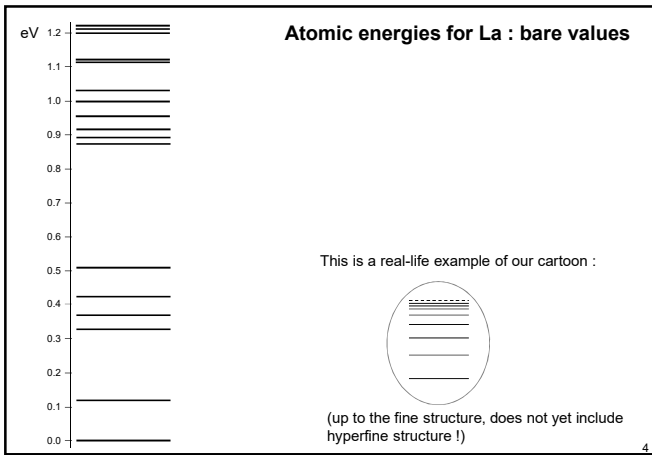 Atomic energies for La : bare values
eV
1.2
1.1
1.0
0.9
0.8
0.7
0.6
0.5
0.4
0.3
0.2
0.1
0.0
This is a real-life example of our cartoon :
(up to the fine structure, does not yet include
hyperfine structure !)
4